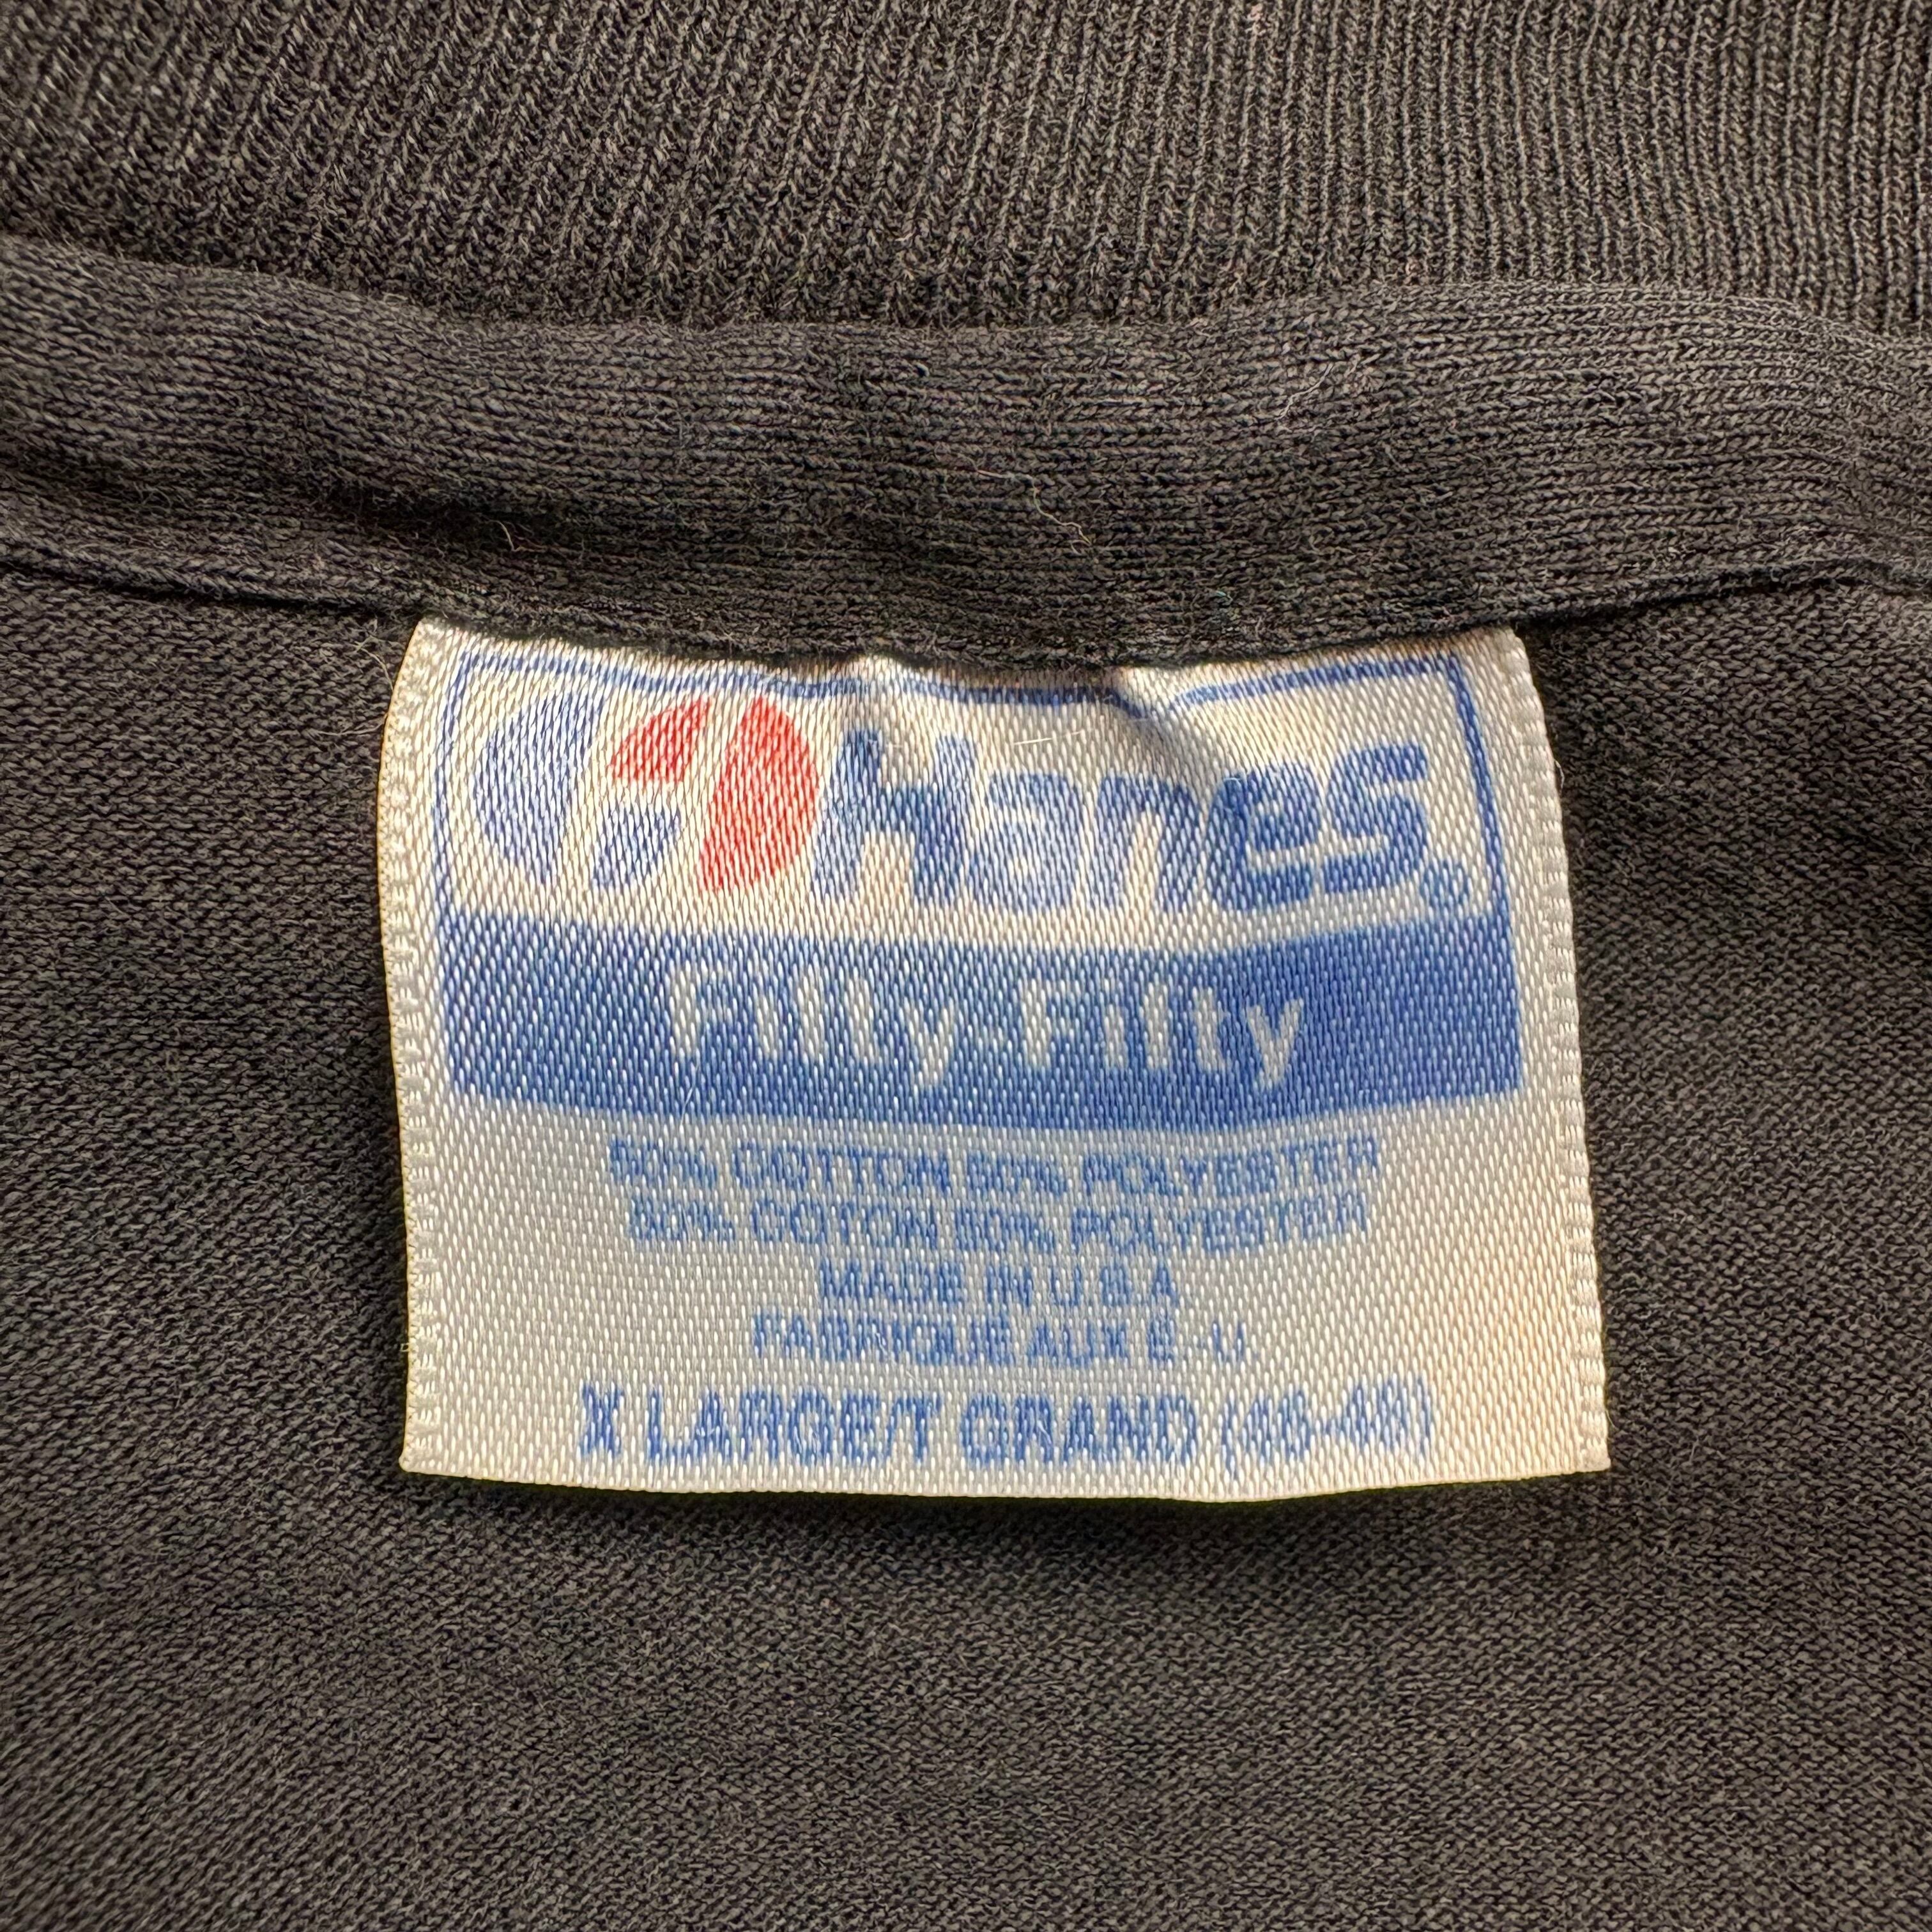 Hanes®
Fifty-Fifty
50% COTTON 50% POLYESTER
50% COTON 50% POLYESTER
MADE IN U S A
FABRIQUE AUX E -U
X LARGE/T GRAND (46-48)